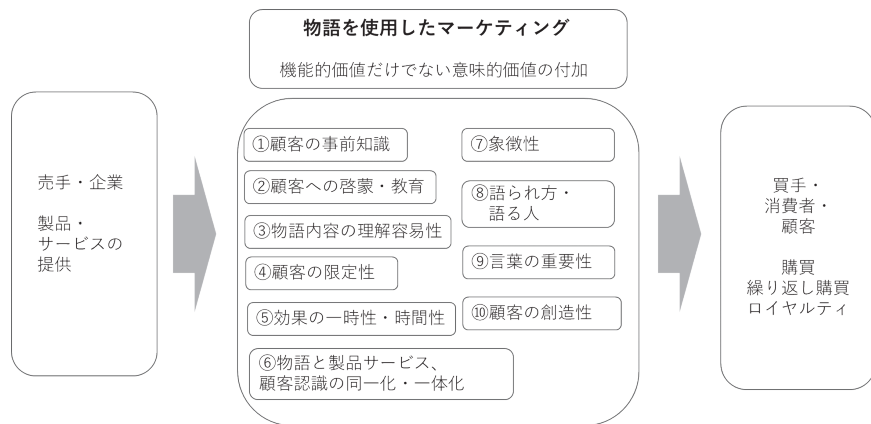 物語を使用したマーケティング
機能的価値だけでない意味的価値の付加
売手・企業
製品・
サービスの
提供
①顧客の事前知識
②顧客への啓蒙・教育
③物語内容の理解容易性
④顧客の限定性
⑤効果の一時性・時間性
⑥物語と製品サービス、
顧客認識の同一化・一体化
⑦象徴性
⑧語られ方・
語る人
⑨言葉の重要性
⑩顧客の創造性
買手・
消費者・
顧客
購買
繰り返し購買
ロイヤルティ